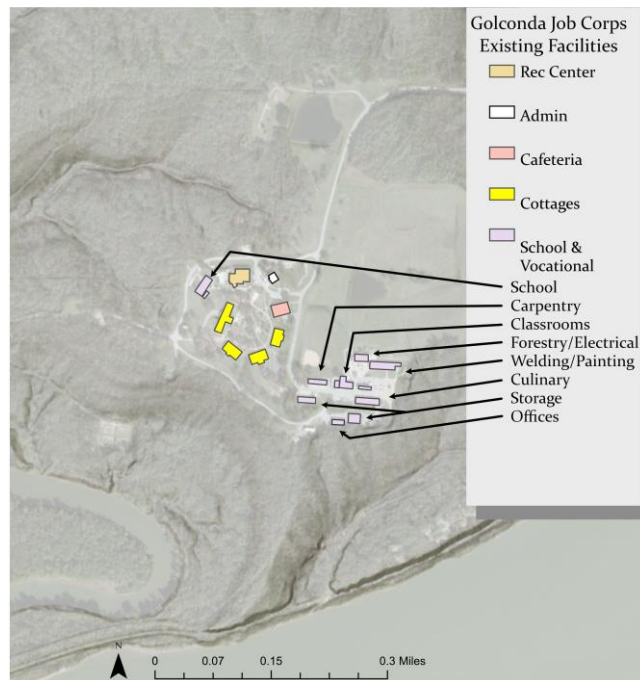 Golconda Job Corps
Existing Facilities
Rec Center
Admin
Cafeteria
Cottages
School &
Vocational
School
Carpentry
Classrooms
Forestry/Electrical
Welding/Painting
Culinary
Storage
Offices
N
0 0.07 0.15 0.3 Miles